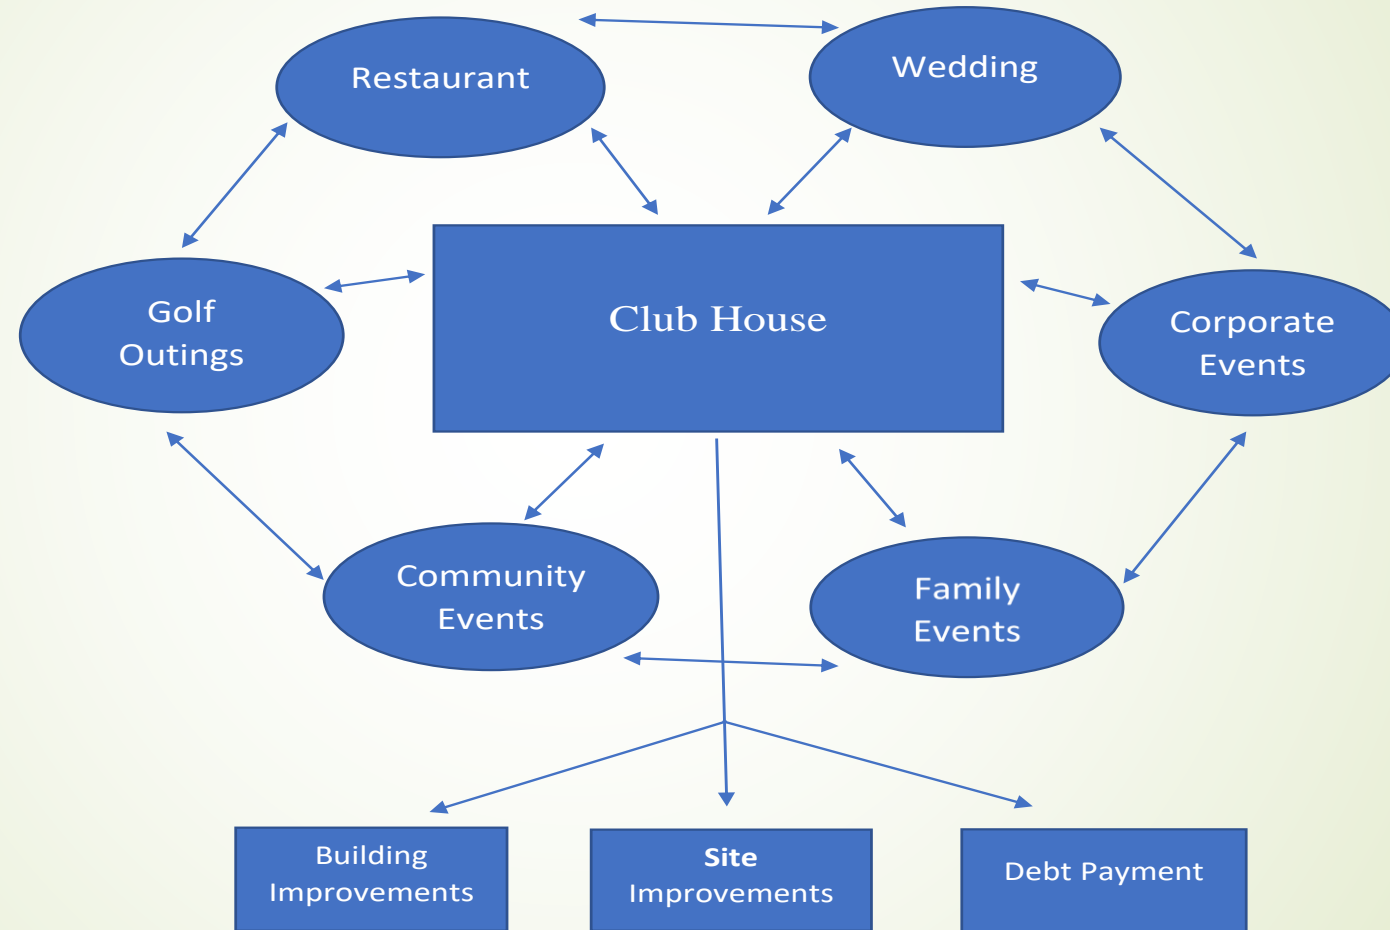 Restaurant
Wedding
Golf
Outings
Club House
Corporate
Events
Community
Events
Family
Events
Building
Improvements
Site
Improvements
Debt Payment